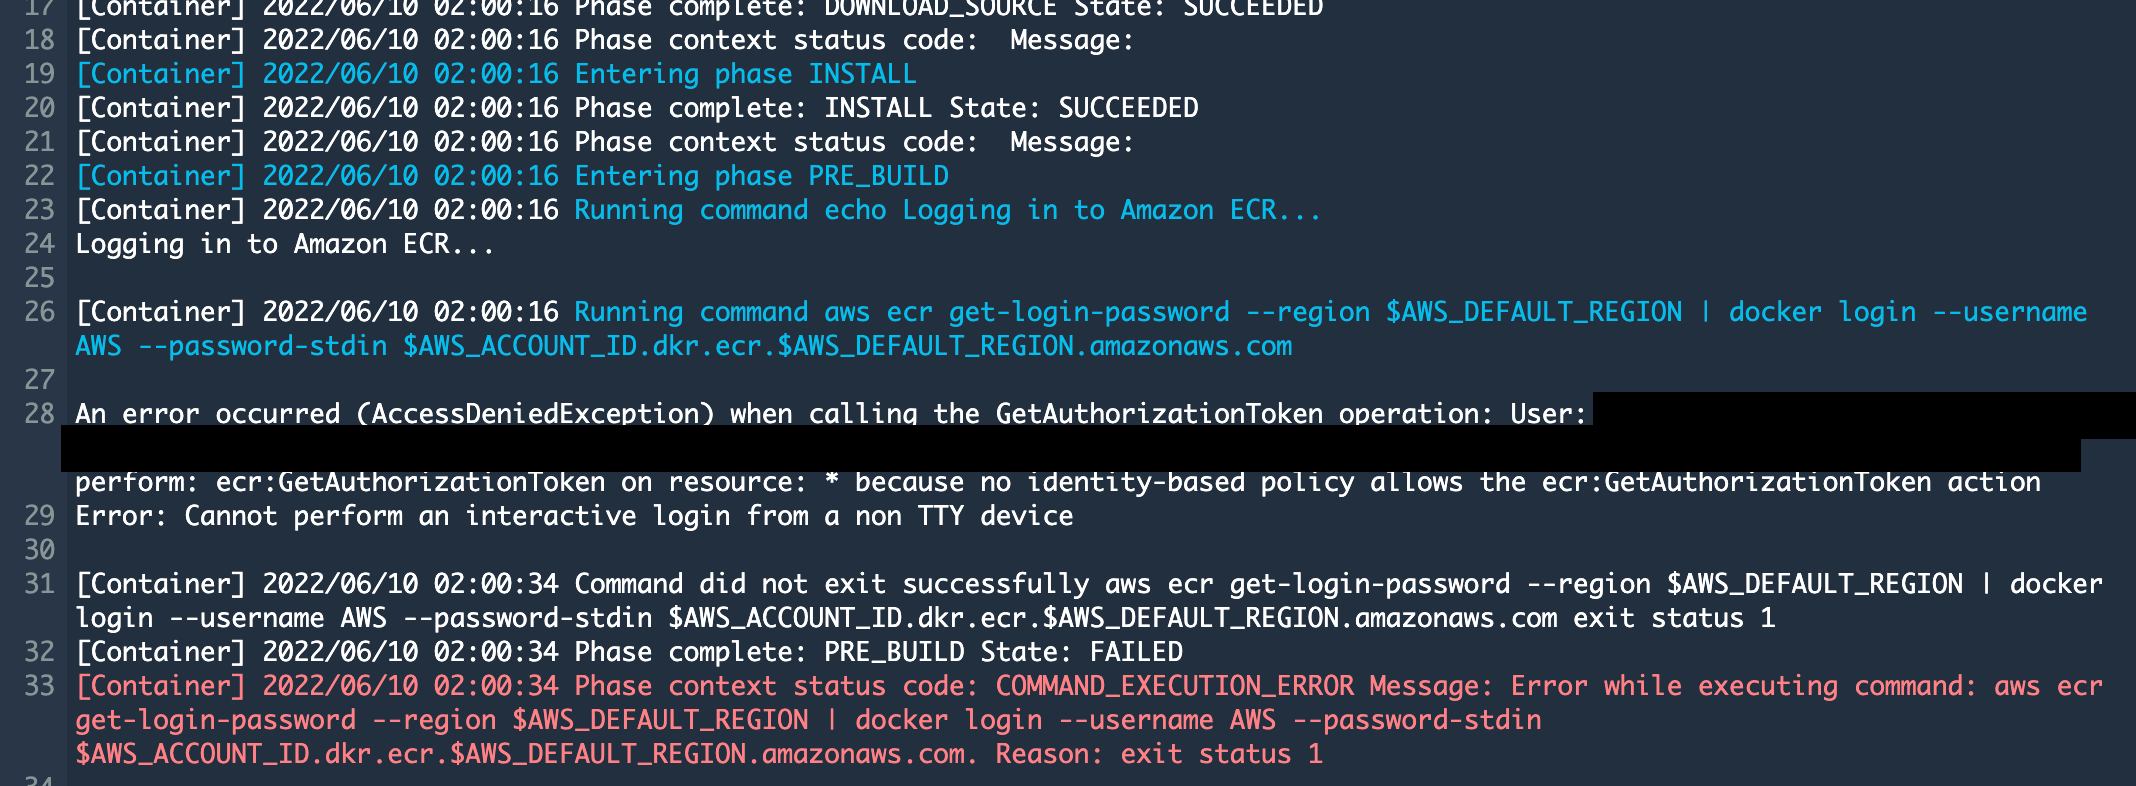 17 [Container] 2022/06/10 02:00:16 Phase complete: DOWNLOAD_SOURCE State: SUCCEEDED
18 [Container] 2022/06/10 02:00:16 Phase context status code:  Message:
19 [Container] 2022/06/10 02:00:16 Entering phase INSTALL
20 [Container] 2022/06/10 02:00:16 Phase complete: INSTALL State: SUCCEEDED
21 [Container] 2022/06/10 02:00:16 Phase context status code:  Message:
22 [Container] 2022/06/10 02:00:16 Entering phase PRE_BUILD
23 [Container] 2022/06/10 02:00:16 Running command echo Logging in to Amazon ECR...
24 Logging in to Amazon ECR...
25
26 [Container] 2022/06/10 02:00:16 Running command aws ecr get-login-password --region $AWS_DEFAULT_REGION | docker login --username
AWS --password-stdin $AWS_ACCOUNT_ID.dkr.ecr.$AWS_DEFAULT_REGION.amazonaws.com
27
28 An error occurred (AccessDeniedException) when calling the GetAuthorizationToken operation: User:
perform: ecr:GetAuthorizationToken on resource: * because no identity-based policy allows the ecr:GetAuthorizationToken action
29 Error: Cannot perform an interactive login from a non TTY device
30
31 [Container] 2022/06/10 02:00:34 Command did not exit successfully aws ecr get-login-password --region $AWS_DEFAULT_REGION | docker
login --username AWS --password-stdin $AWS_ACCOUNT_ID.dkr.ecr.$AWS_DEFAULT_REGION.amazonaws.com exit status 1
32 [Container] 2022/06/10 02:00:34 Phase complete: PRE_BUILD State: FAILED
33 [Container] 2022/06/10 02:00:34 Phase context status code: COMMAND_EXECUTION_ERROR Message: Error while executing command: aws ecr
get-login-password --region $AWS_DEFAULT_REGION | docker login --username AWS --password-stdin
$AWS_ACCOUNT_ID.dkr.ecr.$AWS_DEFAULT_REGION.amazonaws.com. Reason: exit status 1
34